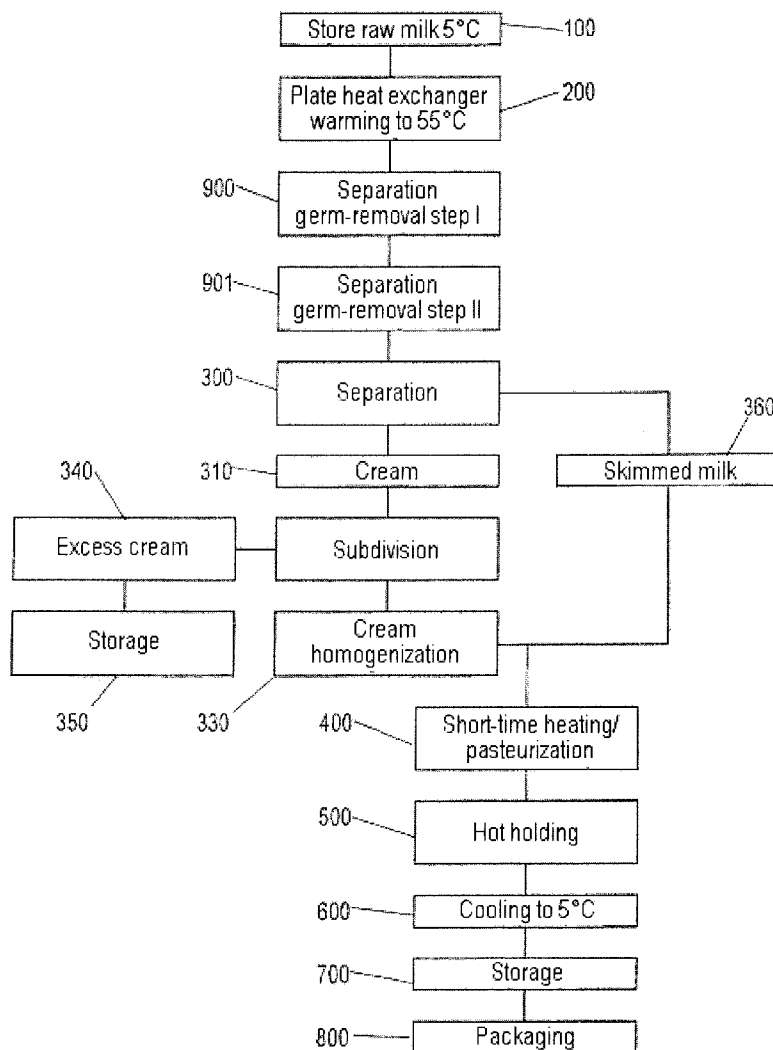 Store raw milk 5°C
100
Plate heat exchanger
warming to 55°C
200
900
Separation
germ-removal step I
901
Separation
germ-removal step II
300
Separation
360
310
Cream
Skimmed milk
340
Excess cream
Subdivision
Storage
Cream
homogenization
350
330
400
Short-time heating/
pasteurization
500
Hot holding
600
Cooling to 5°C
700
Storage
800
Packaging